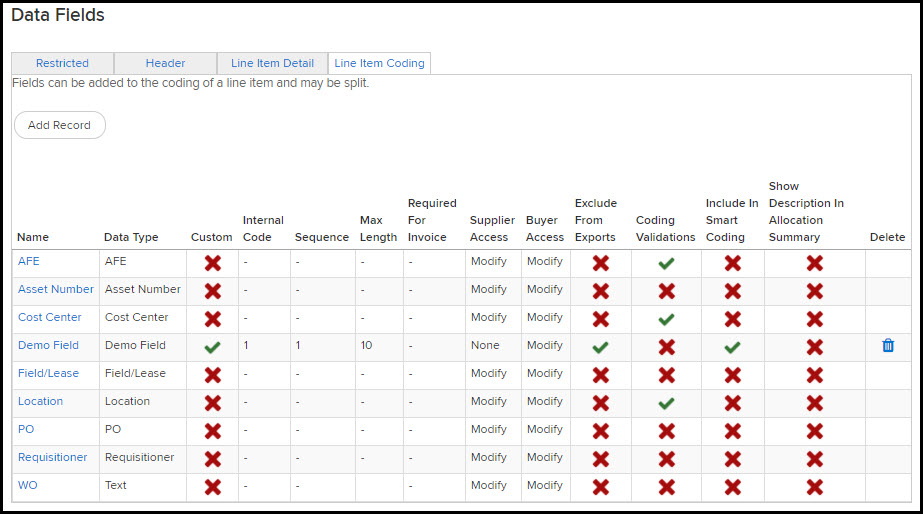 Data Fields
Restricted Header Line Item Detail Line Item Coding
Fields can be added to the coding of a line item and may be split.
Add Record
Name Data Type Custom Internal Code Sequence Max Length Required For Invoice Supplier Access Buyer Access Exclude From Exports Coding Validations Include In Smart Coding Show Description In Allocation Summary Delete
AFE AFE - - - - Modify Modify
Asset Number Asset Number - - - - Modify Modify
Cost Center Cost Center - - - - Modify Modify
Demo Field Demo Field 1 1 10 - None Modify
Field/Lease Field/Lease - - - - Modify Modify
Location Location - - - - Modify Modify
PO PO - - - - Modify Modify
Requisitioner Requisitioner - - - - Modify Modify
WO Text - - - Modify Modify